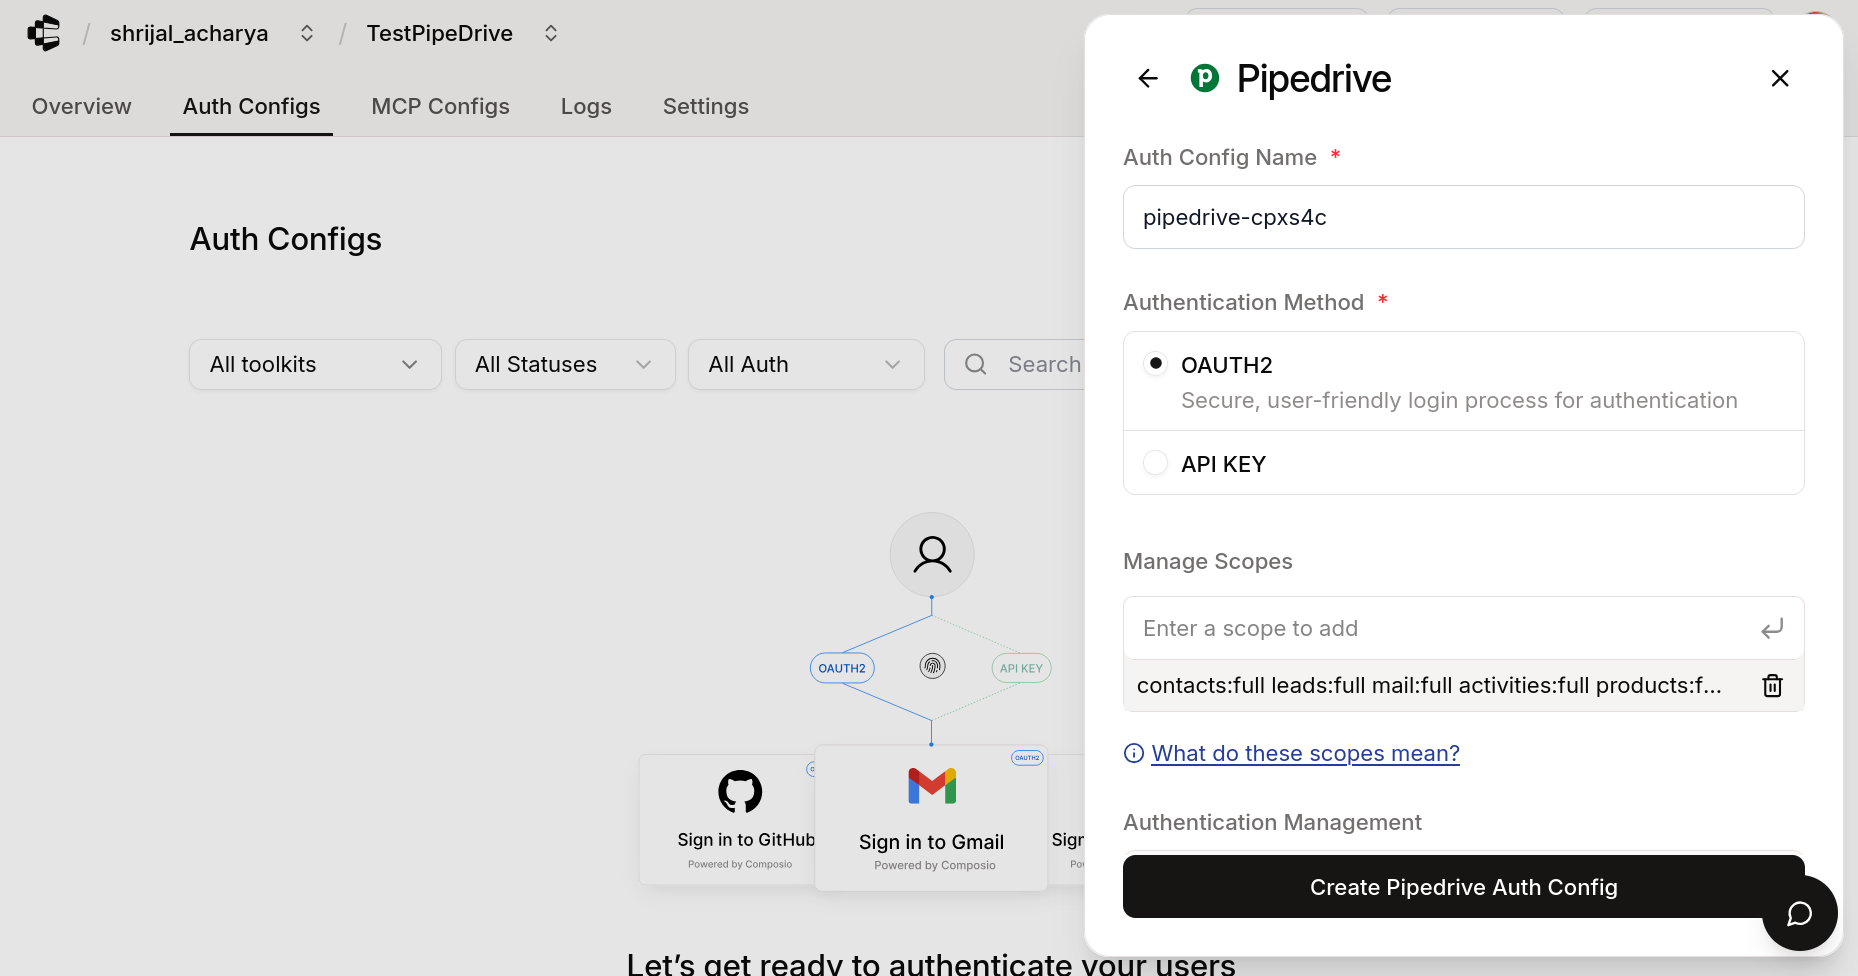 / shrijal_acharya / TestPipeDrive
Overview Auth Configs MCP Configs Logs Settings
Auth Configs
All toolkits All Statuses All Auth Search
OAUTH2 API KEY
OAUTH2
Sign in to GitHub
Powered by Composio
Sign in to Gmail
Powered by Composio
Let's get ready to authenticate your users
Pipedrive
Auth Config Name *
pipedrive-cpxs4c
Authentication Method *
OAUTH2
Secure, user-friendly login process for authentication
API KEY
Manage Scopes
Enter a scope to add
contacts:full leads:full mail:full activities:full products:f...
What do these scopes mean?
Authentication Management
Create Pipedrive Auth Config